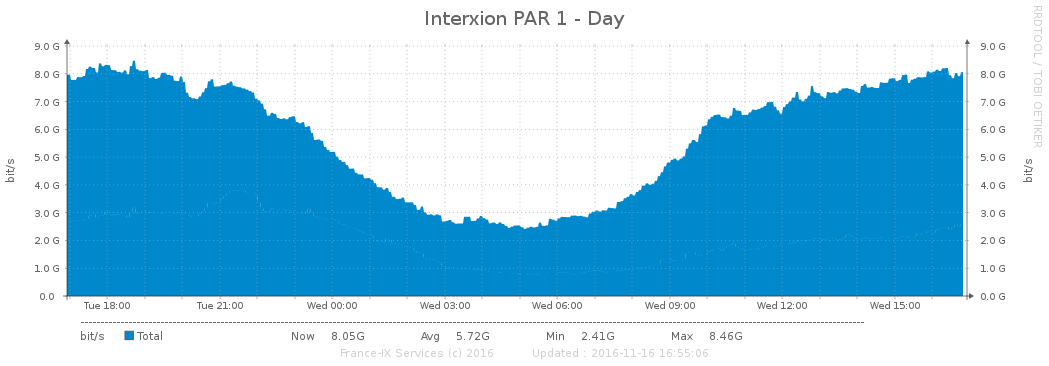 Interxion PAR 1 - Day
RRDTOOL / TOBI OETIKER
bit/s
bit/s
9.0 G 9.0 G
8.0 G 8.0 G
7.0 G 7.0 G
6.0 G 6.0 G
5.0 G 5.0 G
4.0 G 4.0 G
3.0 G 3.0 G
2.0 G 2.0 G
1.0 G 1.0 G
0.0 0.0 G
Tue 18:00 Tue 21:00 Wed 00:00 Wed 03:00 Wed 06:00 Wed 09:00 Wed 12:00 Wed 15:00
bit/s Total Now 8.05G Avg 5.72G Min 2.41G Max 8.46G
France-IX Services (c) 2016 Updated : 2016-11-16 16:55:06